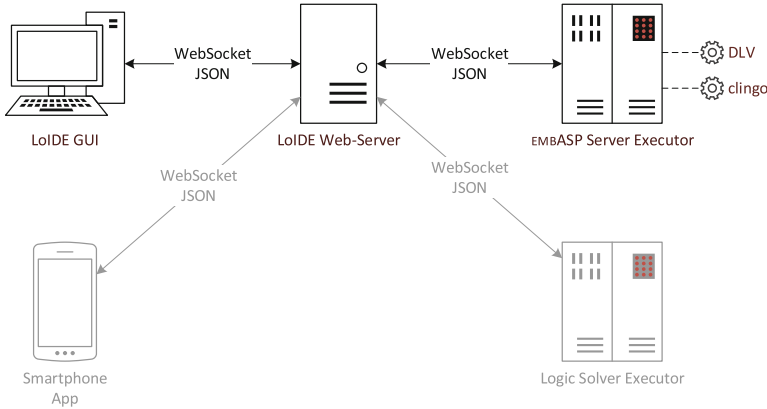 WebSocket
JSON
WebSocket
JSON
DLV
clingo
LoIDE GUI
LoIDE Web-Server
EMBASP Server Executor
WebSocket
JSON
WebSocket
JSON
Smartphone
App
Logic Solver Executor